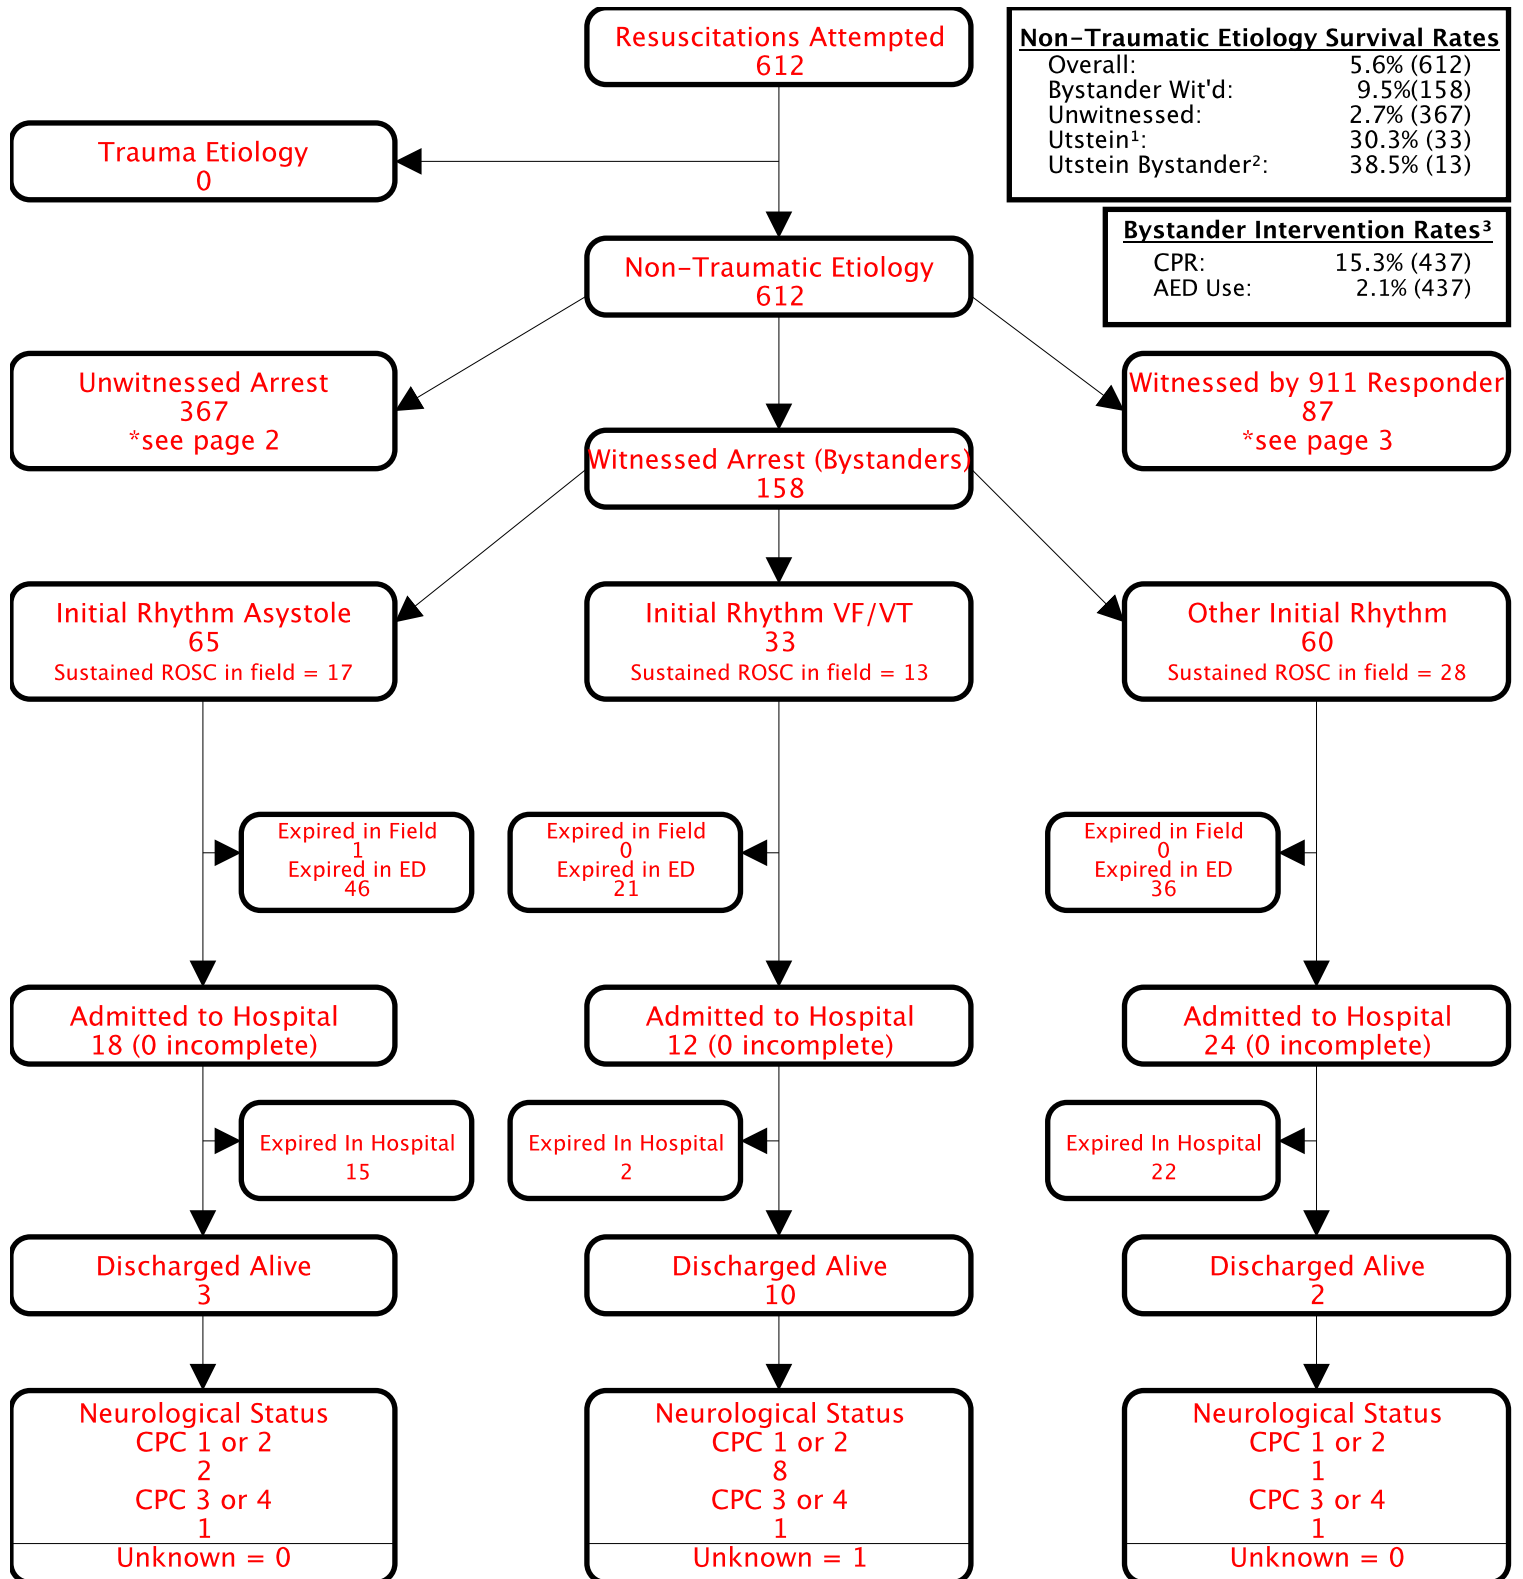 Resuscitations Attempted
612
Non-Traumatic Etiology Survival Rates
Overall: 5.6% (612)
Bystander Wit'd: 9.5%(158)
Unwitnessed: 2.7% (367)
Utstein¹: 30.3% (33)
Utstein Bystander²: 38.5% (13)
Trauma Etiology
0
Bystander Intervention Rates³
CPR: 15.3% (437)
AED Use: 2.1% (437)
Non-Traumatic Etiology
612
Unwitnessed Arrest
367
*see page 2
Witnessed by 911 Responder
87
*see page 3
Witnessed Arrest (Bystanders)
158
Initial Rhythm Asystole
65
Sustained ROSC in field = 17
Initial Rhythm VF/VT
33
Sustained ROSC in field = 13
Other Initial Rhythm
60
Sustained ROSC in field = 28
Expired in Field
1
Expired in ED
46
Expired in Field
0
Expired in ED
21
Expired in Field
0
Expired in ED
36
Admitted to Hospital
18 (0 incomplete)
Admitted to Hospital
12 (0 incomplete)
Admitted to Hospital
24 (0 incomplete)
Expired In Hospital
15
Expired In Hospital
2
Expired In Hospital
22
Discharged Alive
3
Discharged Alive
10
Discharged Alive
2
Neurological Status
CPC 1 or 2
2
CPC 3 or 4
1
Unknown = 0
Neurological Status
CPC 1 or 2
8
CPC 3 or 4
1
Unknown = 1
Neurological Status
CPC 1 or 2
1
CPC 3 or 4
1
Unknown = 0